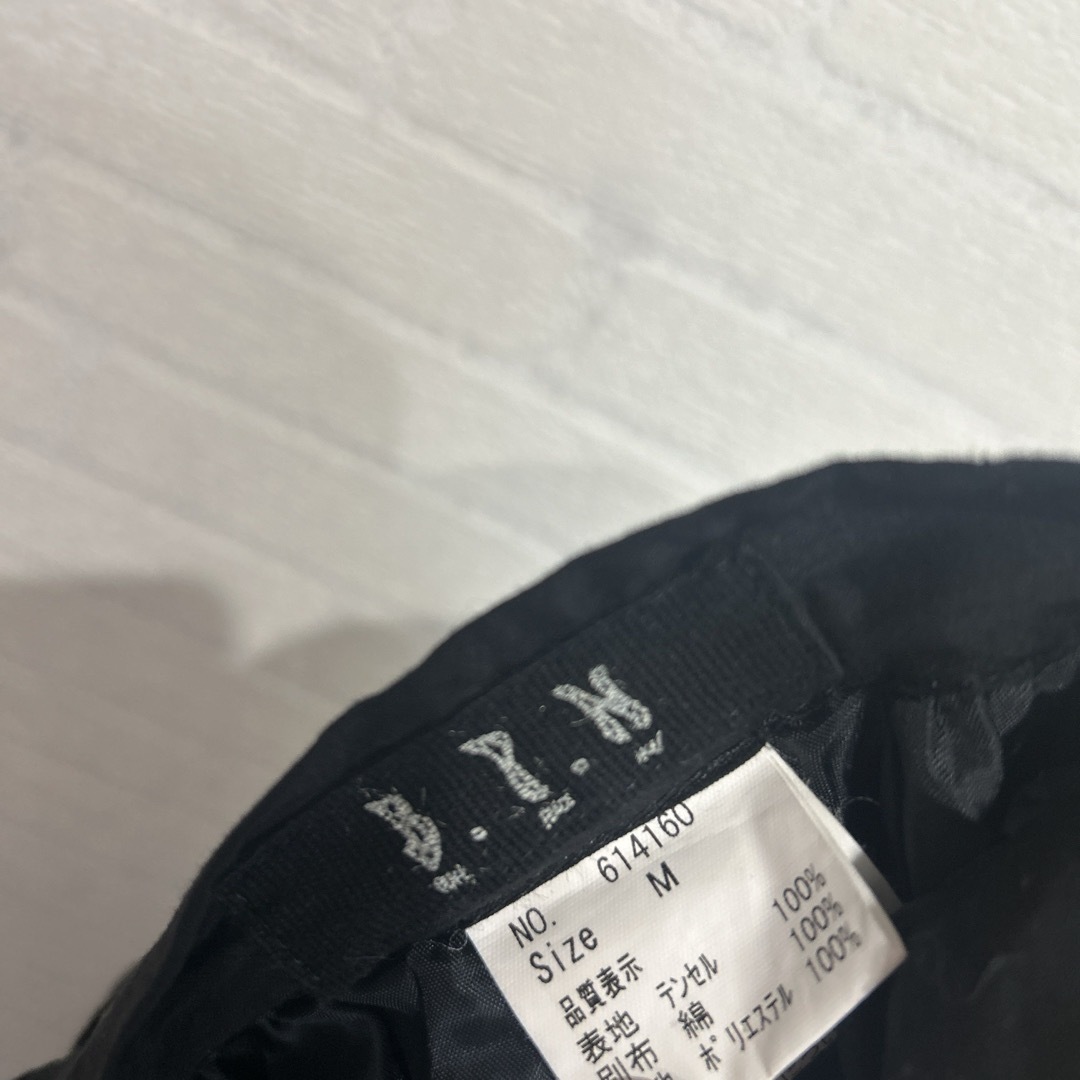 NO. 614160
Size M
品質表示
表地 テンセル 100%
別布 綿 100%
ポリエステル 100%